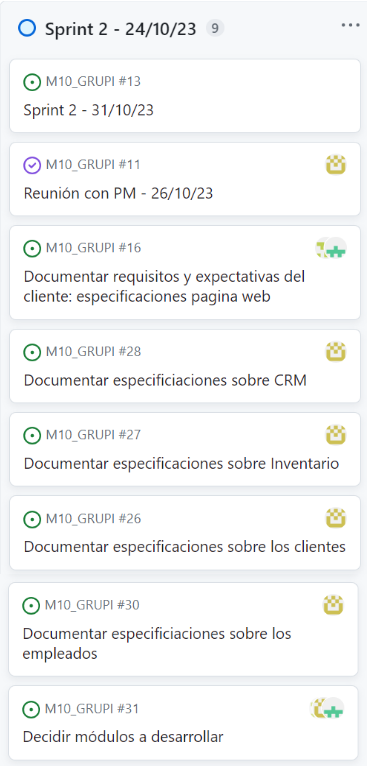 Sprint 2 - 24/10/23 9
M10_GRUPI #13
Sprint 2 - 31/10/23
M10_GRUPI #11
Reunión con PM - 26/10/23
M10_GRUPI #16
Documentar requisitos y expectativas del
cliente: especificaciones pagina web
M10_GRUPI #28
Documentar especificiaciones sobre CRM
M10_GRUPI #27
Documentar especificaciones sobre Inventario
M10_GRUPI #26
Documentar especificaciones sobre los clientes
M10_GRUPI #30
Documentar especificiaciones sobre los
empleados
M10_GRUPI #31
Decidir módulos a desarrollar